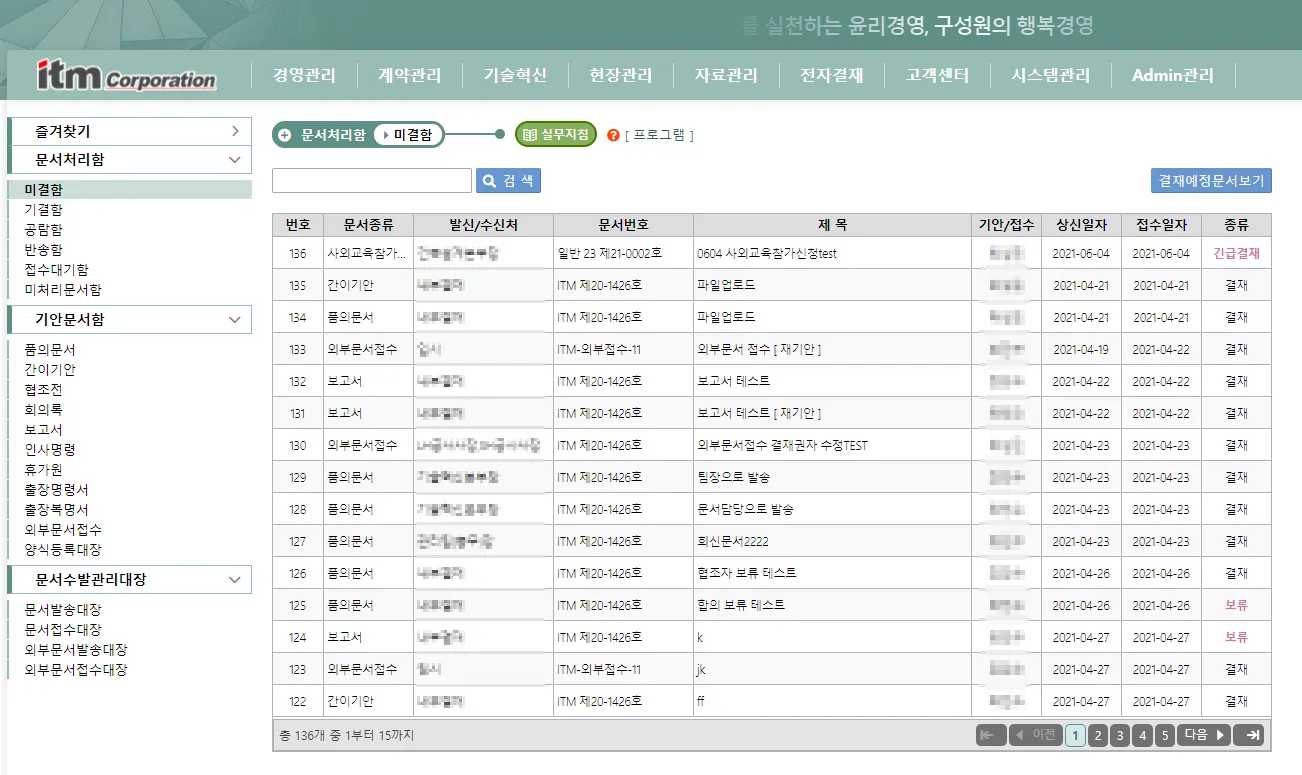 를 실천하는 윤리경영, 구성원의 행복경영
itm Corporation 경영관리 계약관리 기술혁신 현장관리 자료관리 전자결재 고객센터 시스템관리 Admin관리
즐겨찾기
문서처리함
미결함
기결함
공람함
반송함
접수대기함
미처리문서함
기안문서함
품의문서
간이기안
협조전
회의록
보고서
인사명령
휴가원
출장명령서
출장복명서
외부문서접수
양식등록대장
문서수발관리대장
문서발송대장
문서접수대장
외부문서발송대장
외부문서접수대장
문서처리함 미결함 실무지침 ? [ 프로그램 ]
검 색 결재예정문서보기
번호 문서종류 발신/수신처 문서번호 제 목 기안/접수 상신일자 접수일자 종류
136 사외교육참가... 일반 23 제21-0002호 0604 사외교육참가신청test 2021-06-04 2021-06-04 긴급결재
135 간이기안 ITM 제20-1426호 파일업로드 2021-04-21 2021-04-21 결재
134 품의문서 ITM 제20-1426호 파일업로드 2021-04-21 2021-04-21 결재
133 외부문서접수 ITM-외부접수-11 외부문서 접수 [ 재기안 ] 2021-04-19 2021-04-22 결재
132 보고서 ITM 제20-1426호 보고서 테스트 2021-04-22 2021-04-22 결재
131 보고서 ITM 제20-1426호 보고서 테스트 [ 재기안 ] 2021-04-22 2021-04-22 결재
130 외부문서접수 ITM 제20-1426호 외부문서접수 결재권자 수정TEST 2021-04-23 2021-04-23 결재
129 품의문서 ITM 제20-1426호 팀장으로 발송 2021-04-23 2021-04-23 결재
128 품의문서 ITM 제20-1426호 문서담당으로 발송 2021-04-23 2021-04-23 결재
127 품의문서 ITM 제20-1426호 회신문서2222 2021-04-23 2021-04-23 결재
126 품의문서 ITM 제20-1426호 협조자 보류 테스트 2021-04-26 2021-04-26 결재
125 품의문서 ITM 제20-1426호 합의 보류 테스트 2021-04-26 2021-04-26 보류
124 보고서 ITM 제20-1426호 k 2021-04-27 2021-04-27 보류
123 외부문서접수 ITM-외부접수-11 jk 2021-04-27 2021-04-27 결재
122 간이기안 ITM 제20-1426호 ff 2021-04-27 2021-04-27 결재
총 136개 중 1부터 15까지 이전 1 2 3 4 5 다음